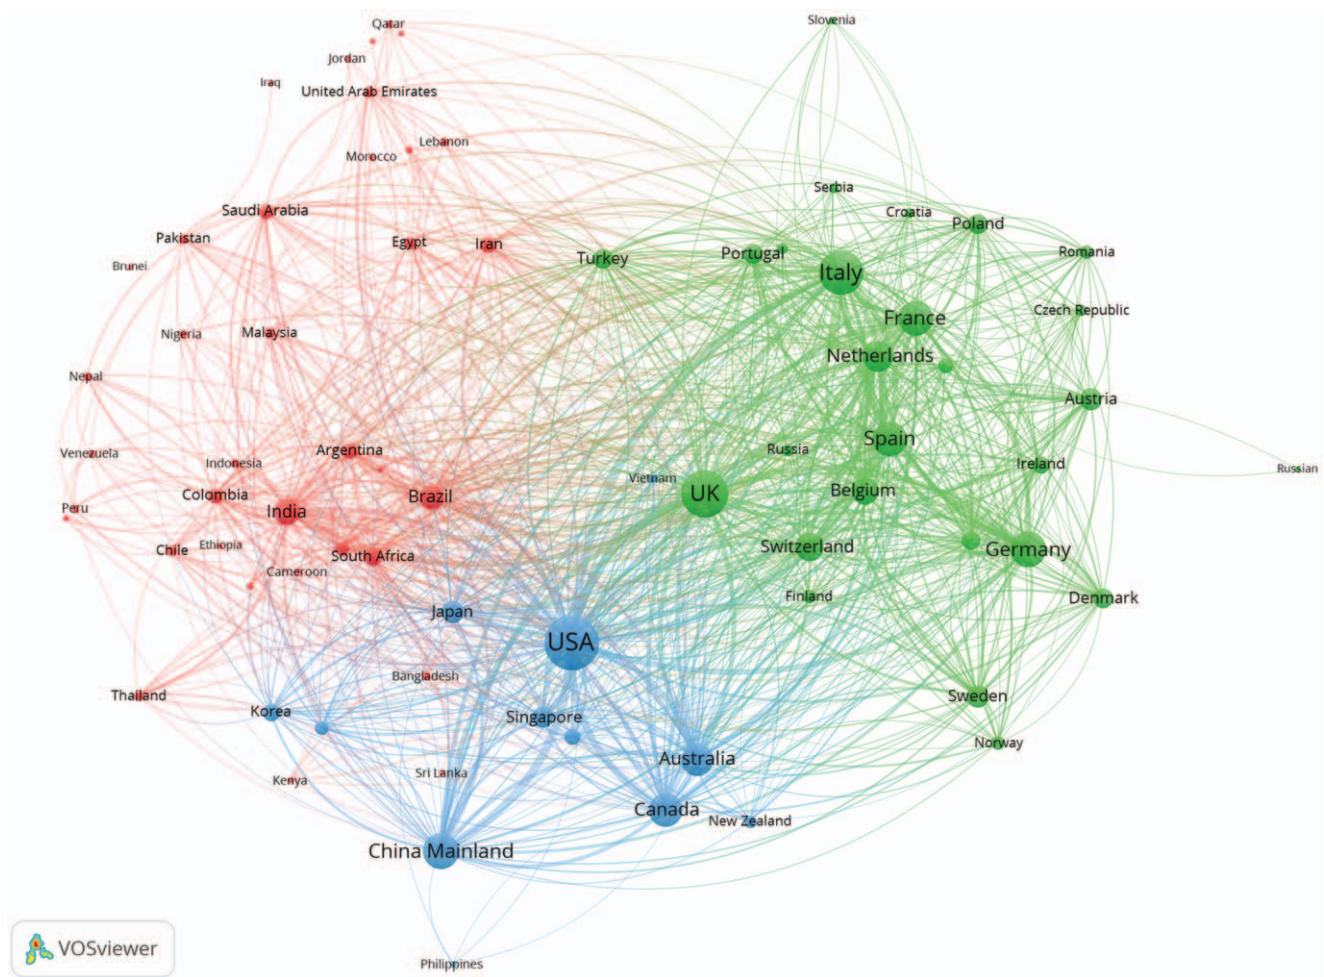 Qatar
Slovenia
Jordan
Iraq
United Arab Emirates
Lebanon
Morocco
Serbia
Saudi Arabia
Croatia
Poland
Pakistan
Egypt
Iran
Turkey
Portugal
Romania
Brunei
Italy
Czech Republic
France
Nigeria
Malaysia
Netherlands
Nepal
Austria
Spain
Argentina
Russia
Venezuela
Indonesia
Ireland
Russian
Vietnam
Colombia
Brazil
UK
Belgium
Peru
India
Ethiopia
Chile
South Africa
Switzerland
Germany
Cameroon
Finland
Denmark
Japan
USA
Bangladesh
Thailand
Sweden
Korea
Singapore
Norway
Australia
Kenya
Sri Lanka
Canada
New Zealand
China Mainland
VOSviewer
Philippines